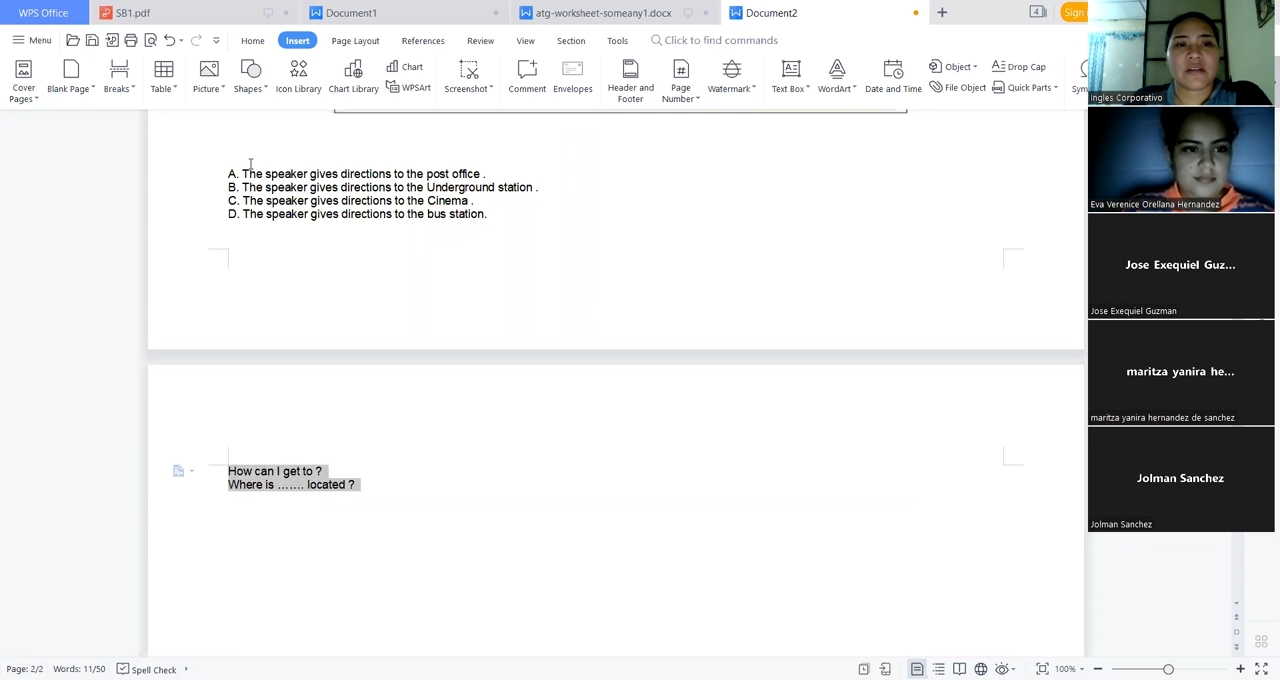 WPS Office
SB1.pdf
Document1
atg-worksheet-someany1.docx
Document2
4
Sign
Menu
Home
Insert
Page Layout
References
Review
View
Section
Tools
Click to find commands
Cover Pages
Blank Page
Breaks
Table
Picture
Shapes
Icon Library
Chart Library
Chart
WPSArt
Screenshot
Comment
Envelopes
Header and Footer
Page Number
Watermark
Text Box
WordArt
Date and Time
Object
File Object
Drop Cap
Quick Parts
Sym
A. The speaker gives directions to the post office .
B. The speaker gives directions to the Underground station .
C. The speaker gives directions to the Cinema .
D. The speaker gives directions to the bus station.
How can I get to ?
Where is ……. located ?
Ingles Corporativo
Eva Verenice Orellana Hernandez
Jose Exequiel Guz...
Jose Exequiel Guzman
maritza yanira he...
maritza yanira hernandez de sanchez
Jolman Sanchez
Jolman Sanchez
Page: 2/2
Words: 11/50
Spell Check
100%